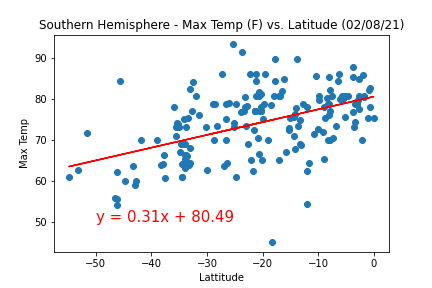 Southern Hemisphere - Max Temp (F) vs. Latitude (02/08/21)
90
80
70
60
50
Max Temp
y = 0.31x + 80.49
−50 −40 −30 −20 −10 0
Lattitude